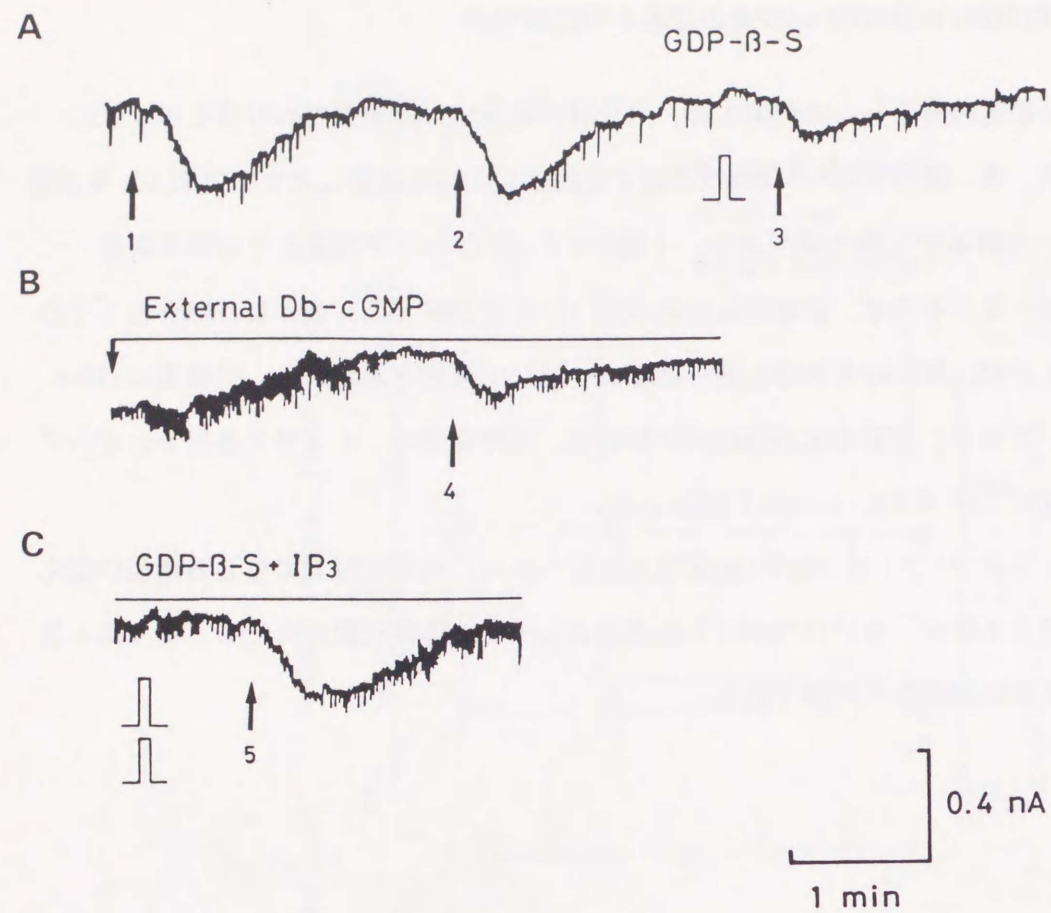 A
GDP-ß-S
1
2
3
B
External Db-cGMP
4
C
GDP-ß-S + IP₃
5
0.4 nA
1 min